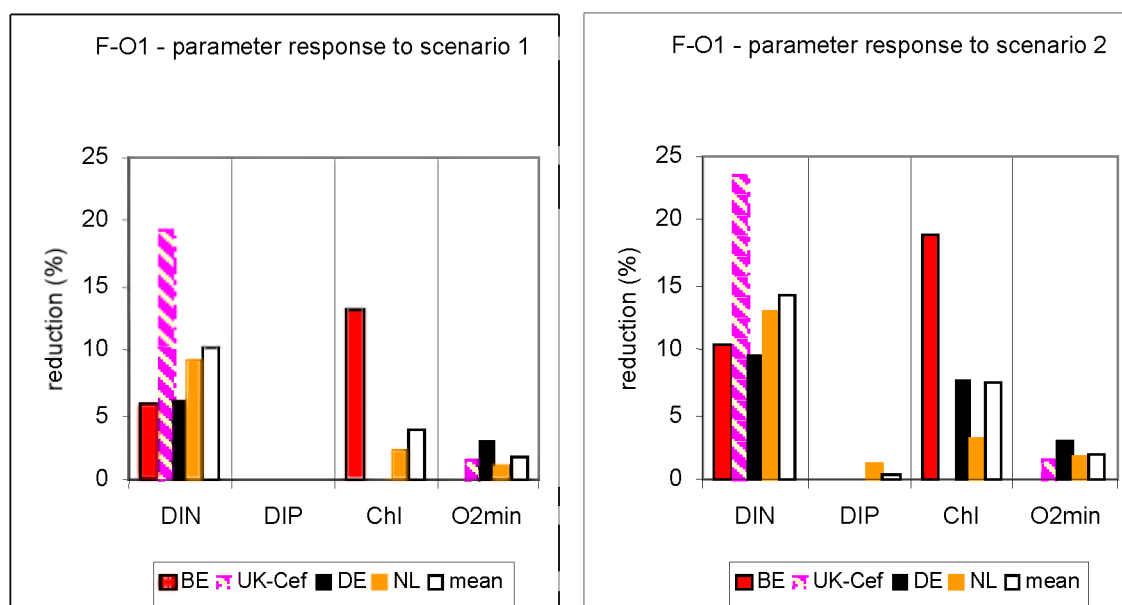 F-O1 - parameter response to scenario 1
reduction (%)
25
20
15
10
5
0
DIN DIP Chl O2min
BE UK-Cef DE NL mean
F-O1 - parameter response to scenario 2
reduction (%)
25
20
15
10
5
0
DIN DIP Chl O2min
BE UK-Cef DE NL mean